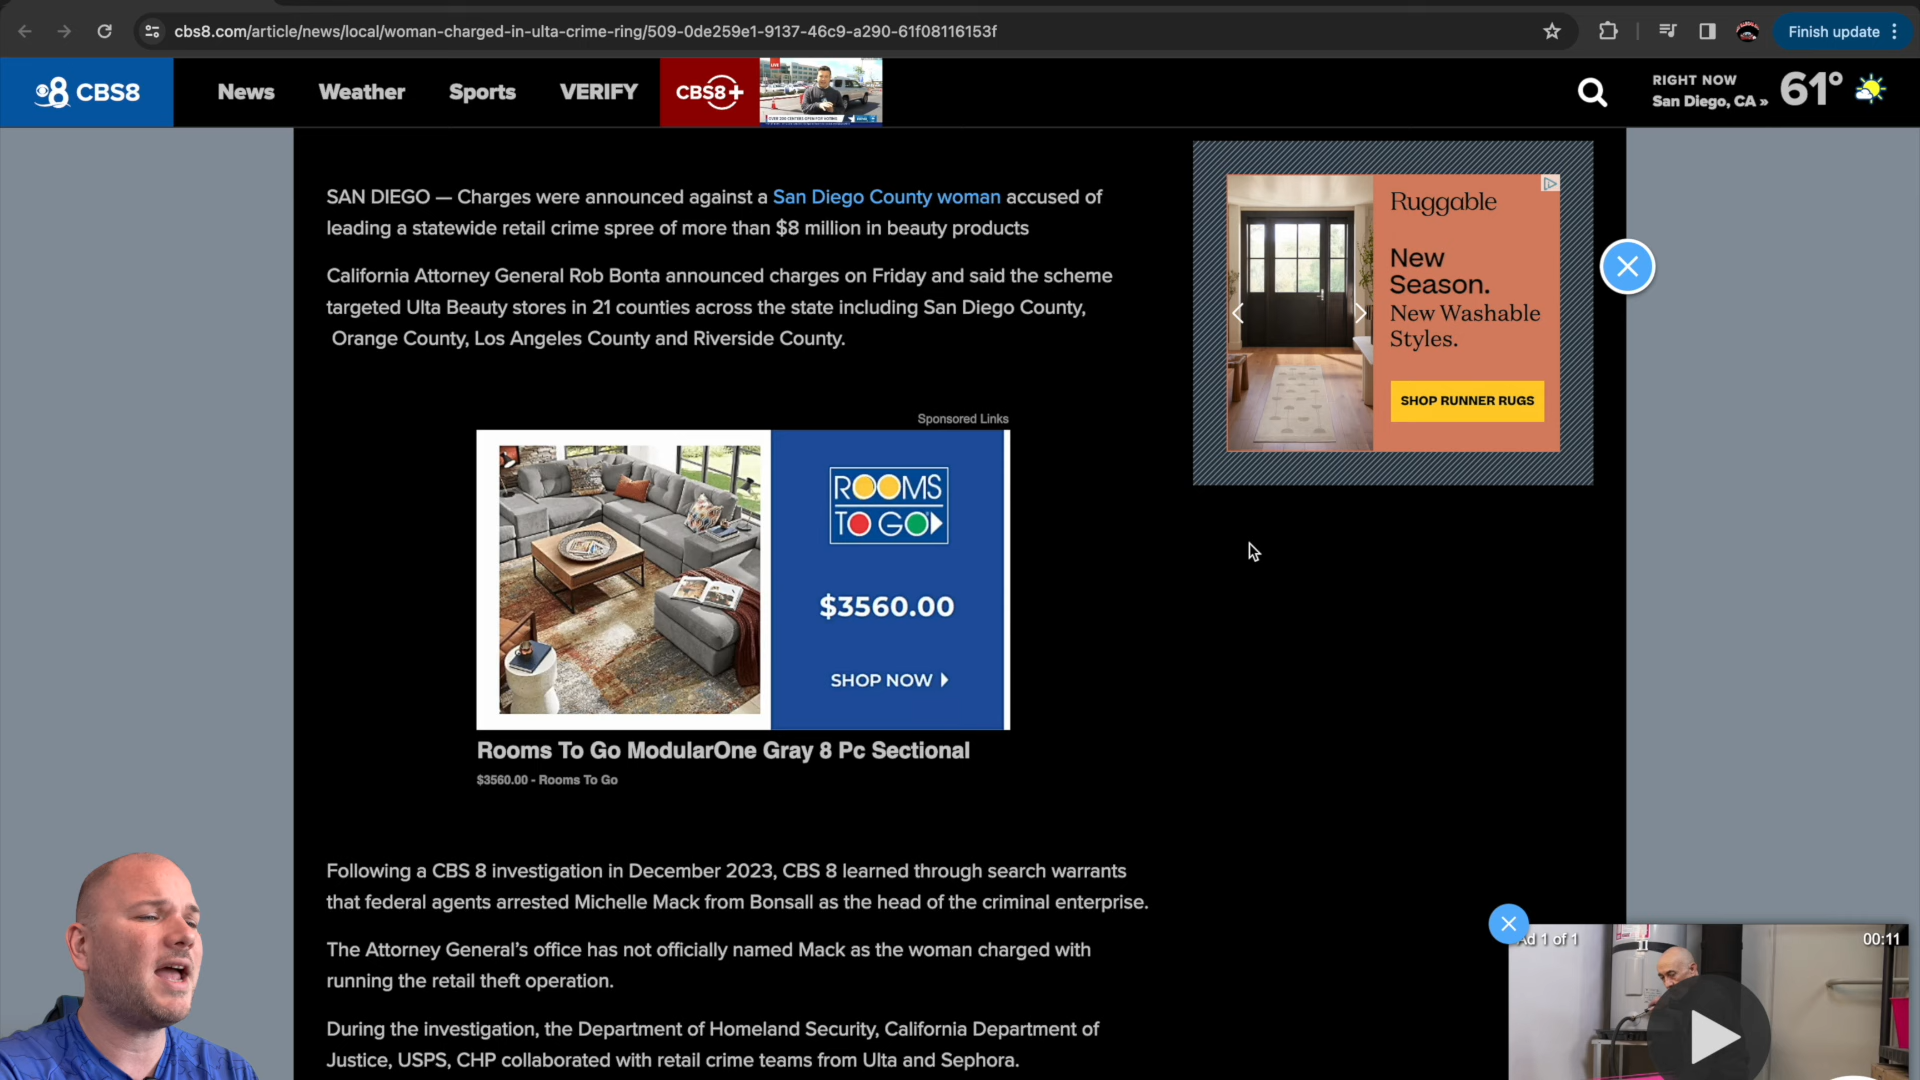 cbs8.com/article/news/local/woman-charged-in-ulta-crime-ring/509-0de259e1-9137-46c9-a290-61f08116153f
Finish update
CBS8
News
Weather
Sports
VERIFY
CBS8+
LIVE
RIGHT NOW
San Diego, CA »
61°
SAN DIEGO — Charges were announced against a San Diego County woman accused of
leading a statewide retail crime spree of more than $8 million in beauty products
California Attorney General Rob Bonta announced charges on Friday and said the scheme
targeted Ulta Beauty stores in 21 counties across the state including San Diego County,
Orange County, Los Angeles County and Riverside County.
Ruggable
New
Season.
New Washable
Styles.
SHOP RUNNER RUGS
Sponsored Links
ROOMS
TO GO
$3560.00
SHOP NOW
Rooms To Go ModularOne Gray 8 Pc Sectional
$3560.00 - Rooms To Go
Following a CBS 8 investigation in December 2023, CBS 8 learned through search warrants
that federal agents arrested Michelle Mack from Bonsall as the head of the criminal enterprise.
The Attorney General's office has not officially named Mack as the woman charged with
running the retail theft operation.
During the investigation, the Department of Homeland Security, California Department of
Justice, USPS, CHP collaborated with retail crime teams from Ulta and Sephora.
Ad 1 of 1
00:11